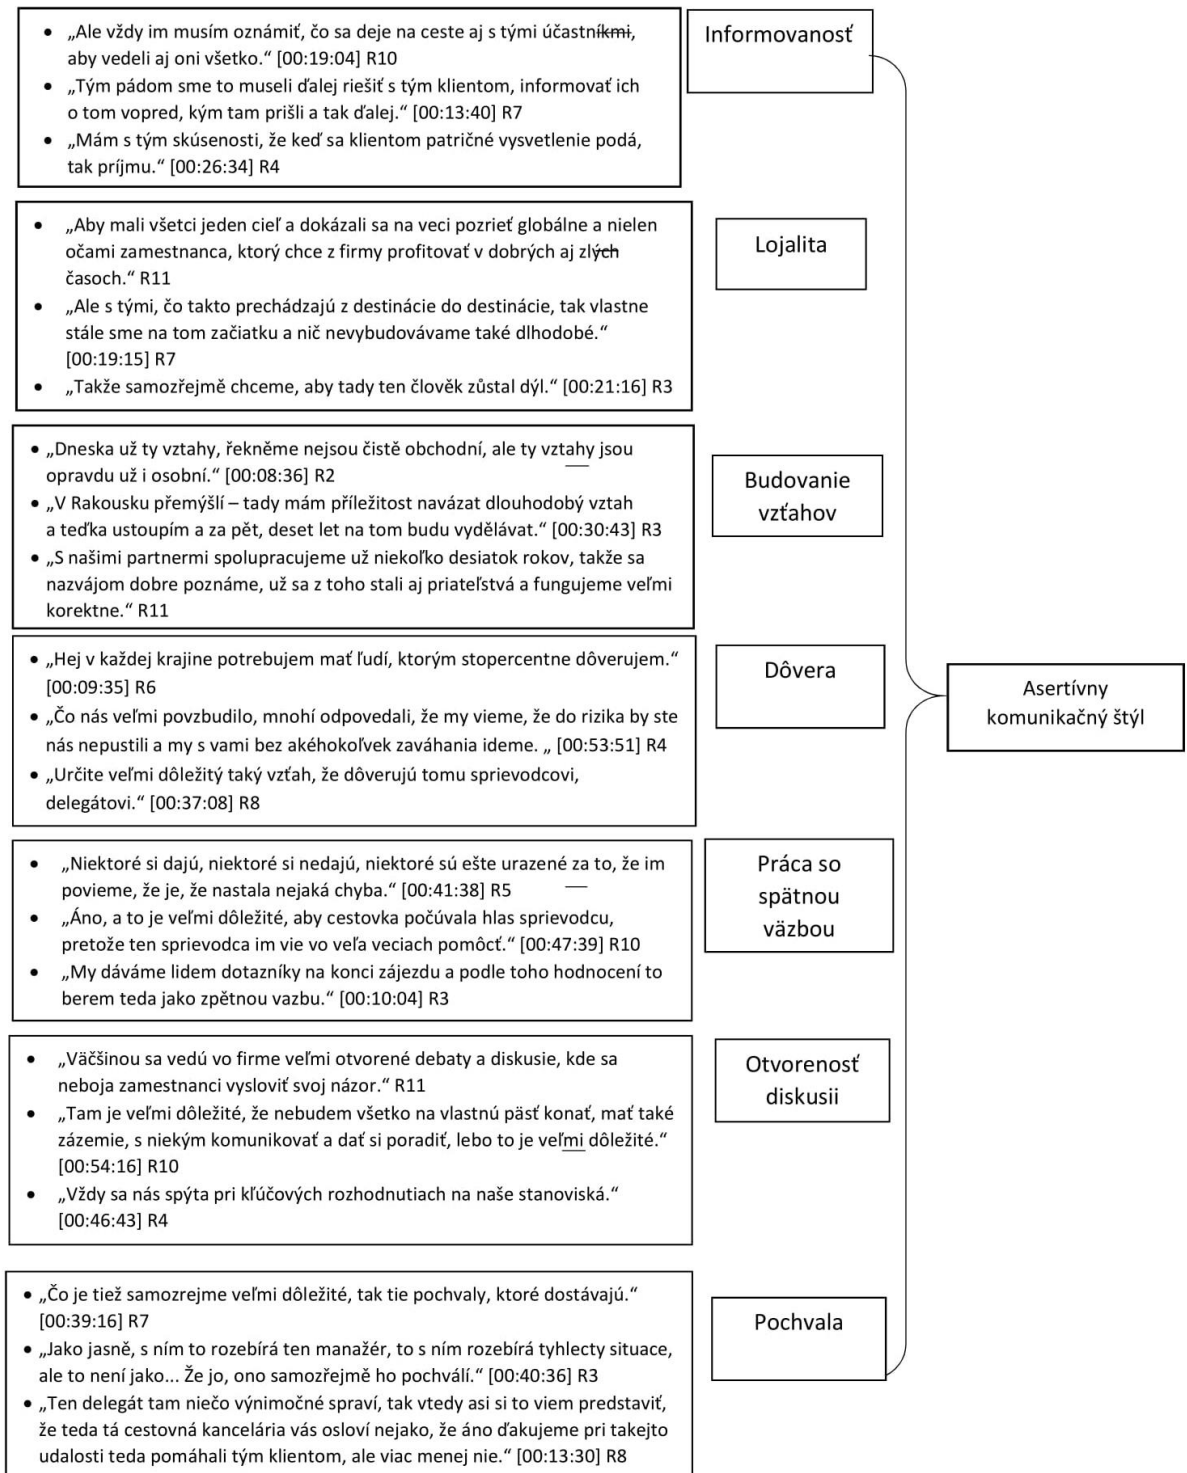 • „Ale vždy im musím oznámiť, čo sa deje na ceste aj s tými účastníkmi,
aby vedeli aj oni všetko.“ [00:19:04] R10
• „Tým pádom sme to museli ďalej riešiť s tým klientom, informovať ich
o tom vopred, kým tam prišli a tak ďalej.“ [00:13:40] R7
• „Mám s tým skúsenosti, že keď sa klientom patričné vysvetlenie podá,
tak príjmu.“ [00:26:34] R4
Informovanosť
• „Aby mali všetci jeden cieľ a dokázali sa na veci pozrieť globálne a nielen
očami zamestnanca, ktorý chce z firmy profitovať v dobrých aj zlých
časoch.“ R11
• „Ale s tými, čo takto prechádzajú z destinácie do destinácie, tak vlastne
stále sme na tom začiatku a nič nevybudovávame také dlhodobé.“
[00:19:15] R7
• „Takže samozřejmě chceme, aby tady ten člověk zůstal dýl.“ [00:21:16] R3
Lojalita
• „Dneska už ty vztahy, řekněme nejsou čistě obchodní, ale ty vztahy jsou
opravdu už i osobní.“ [00:08:36] R2
• „V Rakousku přemýšlí – tady mám příležitost navázat dlouhodobý vztah
a teďka ustoupím a za pět, deset let na tom budu vydělávat.“ [00:30:43] R3
• „S našimi partnermi spolupracujeme už niekoľko desiatok rokov, takže sa
nazvájom dobre poznáme, už sa z toho stali aj priateľstvá a fungujeme veľmi
korektne.“ R11
Budovanie
vzťahov
• „Hej v každej krajine potrebujem mať ľudí, ktorým stopercentne dôverujem.“
[00:09:35] R6
• „Čo nás veľmi povzbudilo, mnohí odpovedali, že my vieme, že do rizika by ste
nás nepustili a my s vami bez akéhokoľvek zaváhania ideme. „ [00:53:51] R4
• „Určite veľmi dôležitý taký vzťah, že dôverujú tomu sprievodcovi,
delegátovi.“ [00:37:08] R8
Dôvera
Asertívny
komunikačný štýl
• „Niektoré si dajú, niektoré si nedajú, niektoré sú ešte urazené za to, že im
povieme, že je, že nastala nejaká chyba.“ [00:41:38] R5
• „Áno, a to je veľmi dôležité, aby cestovka počúvala hlas sprievodcu,
pretože ten sprievodca im vie vo veľa veciach pomôcť.“ [00:47:39] R10
• „My dáváme lidem dotazníky na konci zájezdu a podle toho hodnocení to
berem teda jako zpětnou vazbu.“ [00:10:04] R3
Práca so
spätnou
väzbou
• „Väčšinou sa vedú vo firme veľmi otvorené debaty a diskusie, kde sa
neboja zamestnanci vysloviť svoj názor.“ R11
• „Tam je veľmi dôležité, že nebudem všetko na vlastnú päsť konať, mať také
zázemie, s niekým komunikovať a dať si poradiť, lebo to je veľmi dôležité.“
[00:54:16] R10
• „Vždy sa nás spýta pri kľúčových rozhodnutiach na naše stanoviská.“
[00:46:43] R4
Otvorenosť
diskusii
• „Čo je tiež samozrejme veľmi dôležité, tak tie pochvaly, ktoré dostávajú.“
[00:39:16] R7
• „Jako jasně, s ním to rozebírá ten manažér, to s ním rozebírá tyhlecty situace,
ale to není jako... Že jo, ono samozřejmě ho pochválí.“ [00:40:36] R3
• „Ten delegát tam niečo výnimočné spraví, tak vtedy asi si to viem predstaviť,
že teda tá cestovná kancelária vás osloví nejako, že áno ďakujeme pri takejto
udalosti teda pomáhali tým klientom, ale viac menej nie.“ [00:13:30] R8
Pochvala